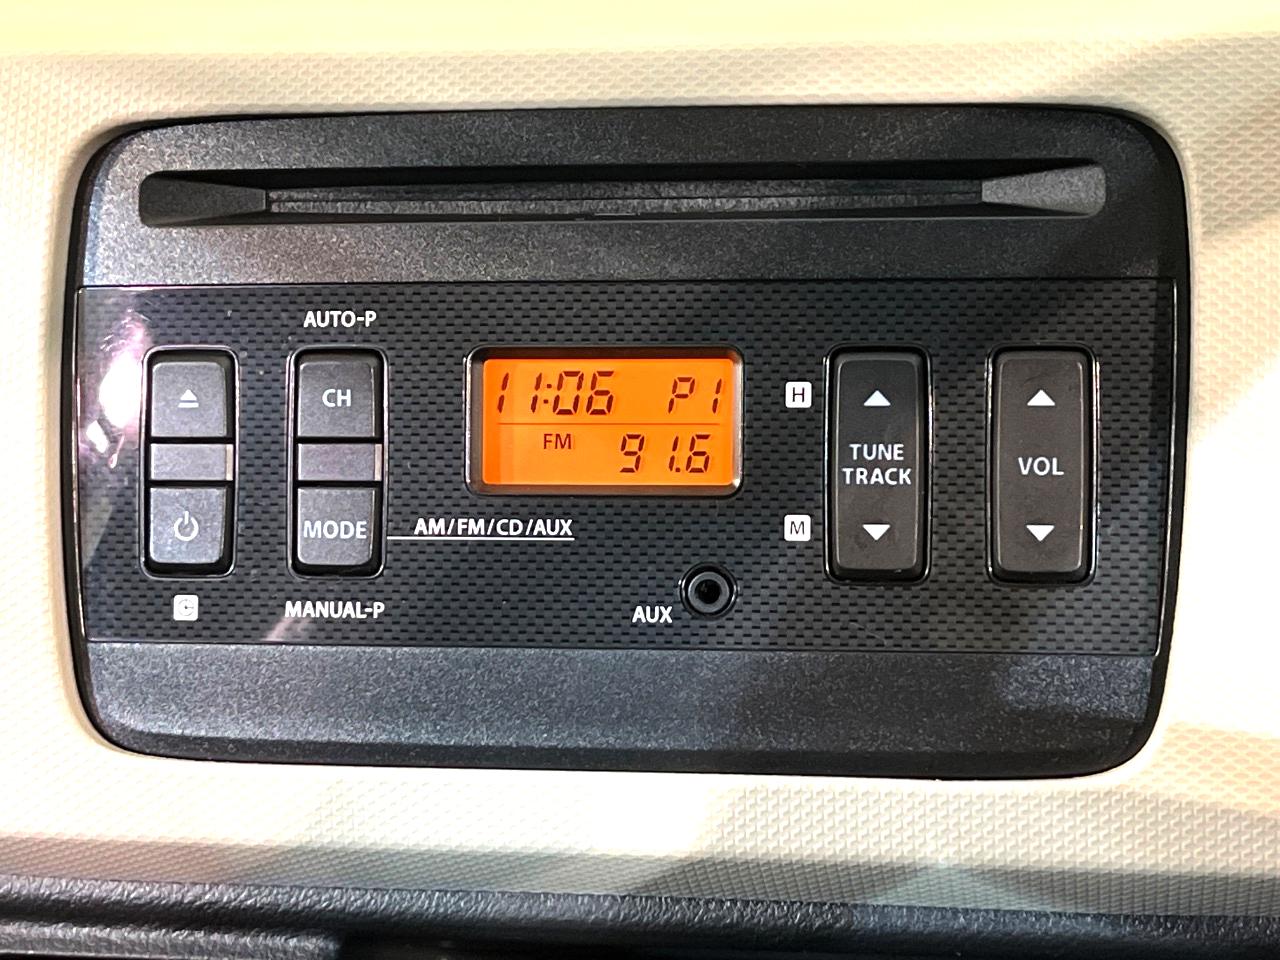 AUTO-P
CH
11:06 P1
FM 91.6
H
TUNE
TRACK
VOL
MODE
AM/FM/CD/AUX
M
MANUAL-P
AUX